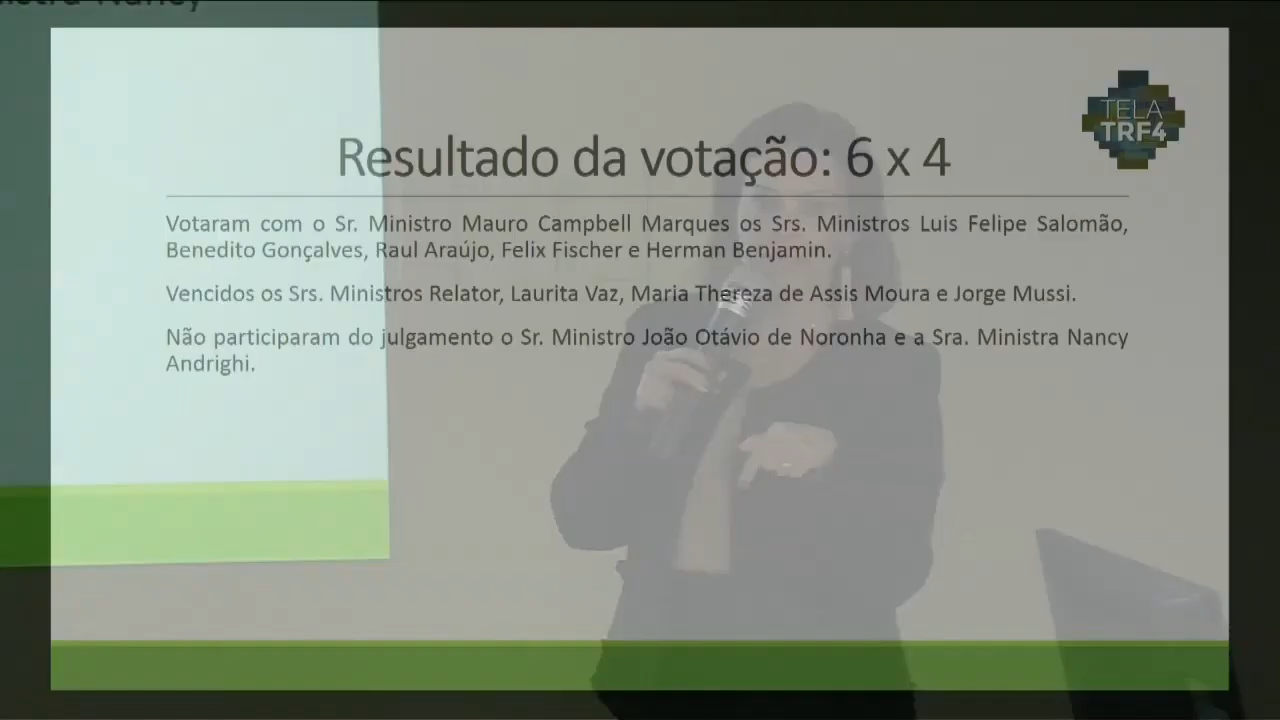 Resultado da votação: 6 x 4
Votaram com o Sr. Ministro Mauro Campbell Marques os Srs. Ministros Luis Felipe Salomão,
Benedito Gonçalves, Raul Araújo, Felix Fischer e Herman Benjamin.
Vencidos os Srs. Ministros Relator, Laurita Vaz, Maria Thereza de Assis Moura e Jorge Mussi.
Não participaram do julgamento o Sr. Ministro João Otávio de Noronha e a Sra. Ministra Nancy
Andrighi.
TELA
TRF4